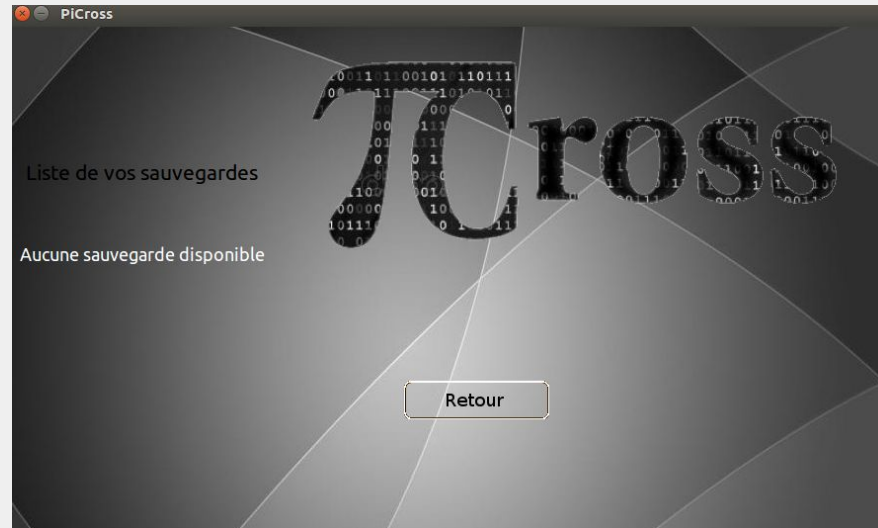 PiCross
πCross
Liste de vos sauvegardes
Aucune sauvegarde disponible
Retour